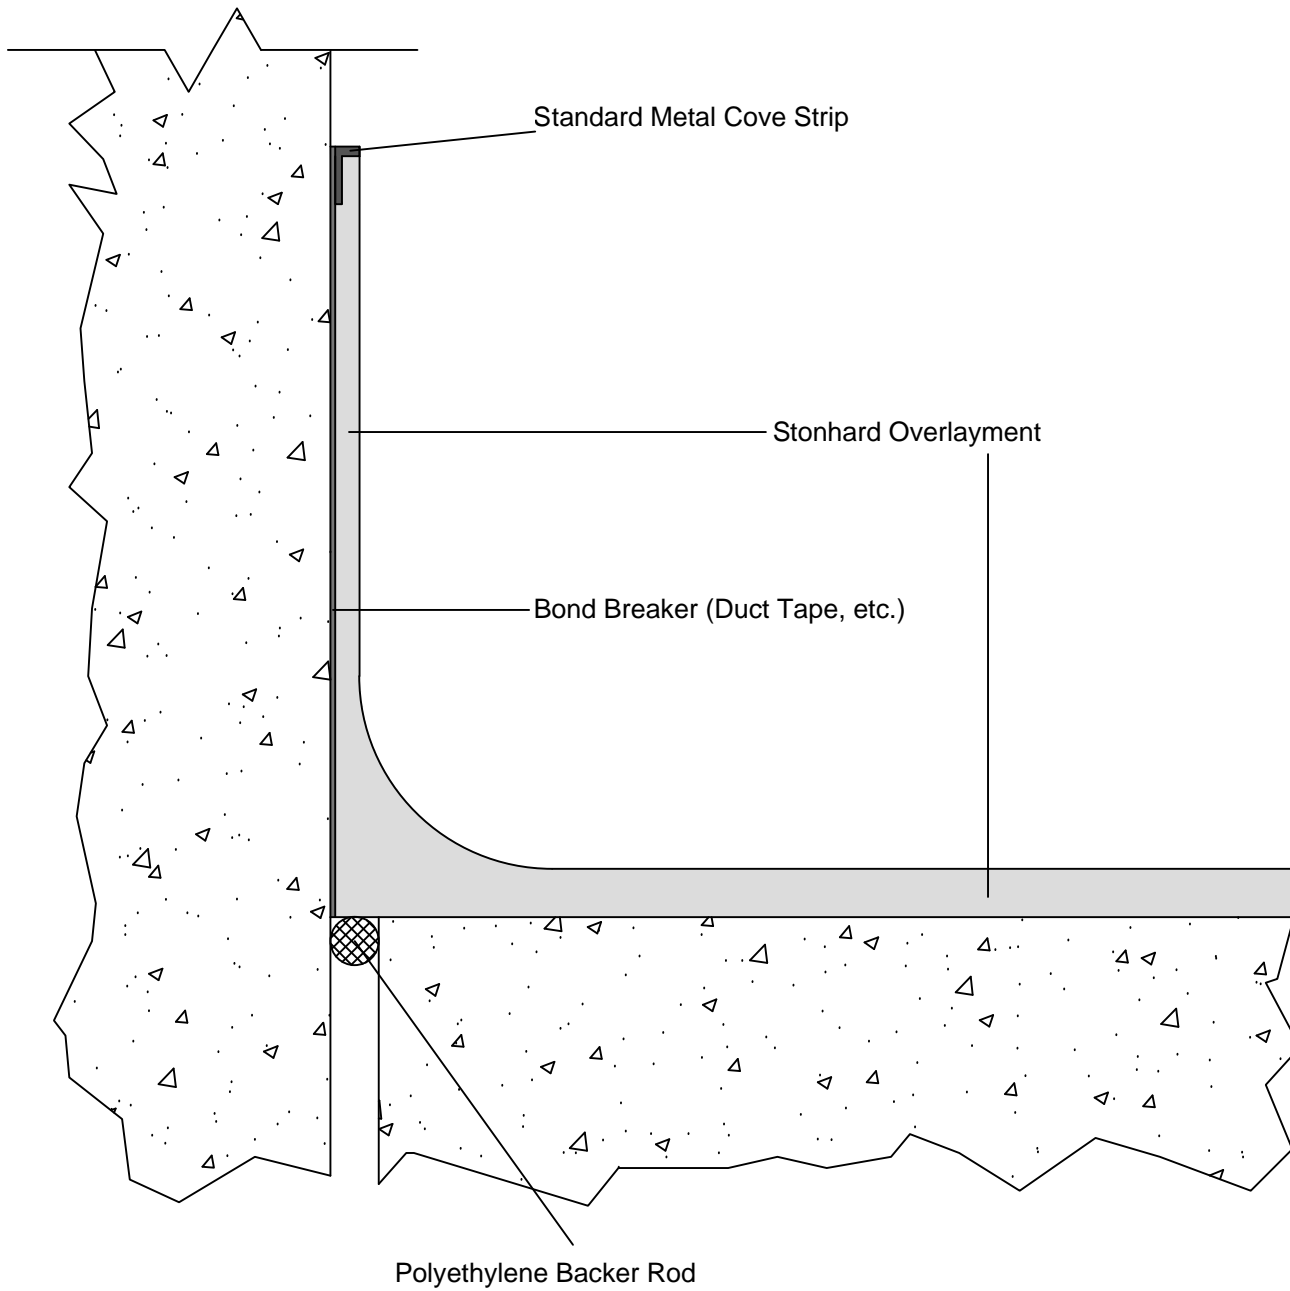 Standard Metal Cove Strip
Stonhard Overlayment
Bond Breaker (Duct Tape, etc.)
Polyethylene Backer Rod